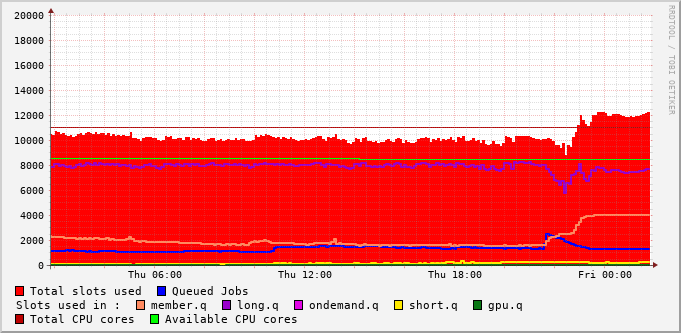 RRDTOOL / TOBI OETIKER
20000
18000
16000
14000
12000
10000
8000
6000
4000
2000
0
Thu 06:00 Thu 12:00 Thu 18:00 Fri 00:00
Total slots used Queued Jobs
Slots used in : member.q long.q ondemand.q short.q gpu.q
Total CPU cores Available CPU cores